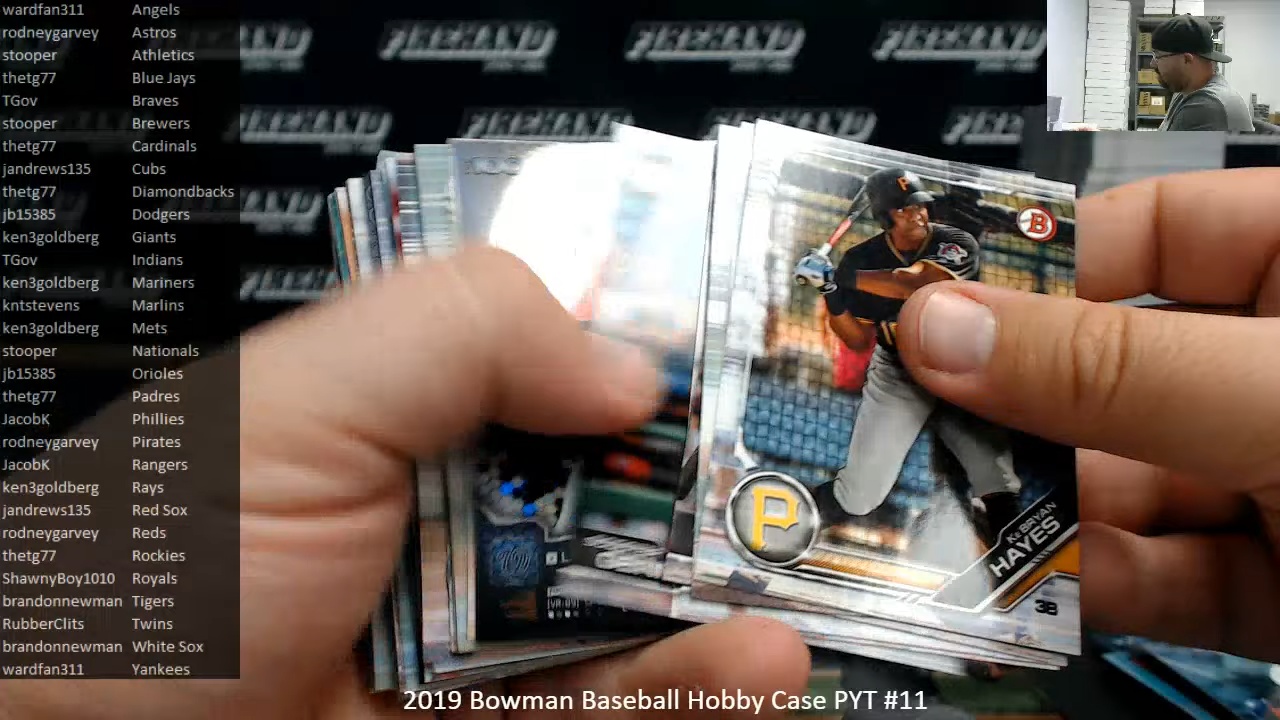 wardfan311 Angels
rodneygarvey Astros
stooper Athletics
thetg77 Blue Jays
TGov Braves
stooper Brewers
thetg77 Cardinals
jandrews135 Cubs
thetg77 Diamondbacks
jb15385 Dodgers
ken3goldberg Giants
TGov Indians
ken3goldberg Mariners
kntstevens Marlins
ken3goldberg Mets
stooper Nationals
jb15385 Orioles
thetg77 Padres
JacobK Phillies
rodneygarvey Pirates
JacobK Rangers
ken3goldberg Rays
jandrews135 Red Sox
rodneygarvey Reds
thetg77 Rockies
ShawnyBoy1010 Royals
brandonnewman Tigers
RubberClits Twins
brandonnewman White Sox
wardfan311 Yankees
P
B
P
KeBRYAN
HAYES
3B
2019 Bowman Baseball Hobby Case PYT #11